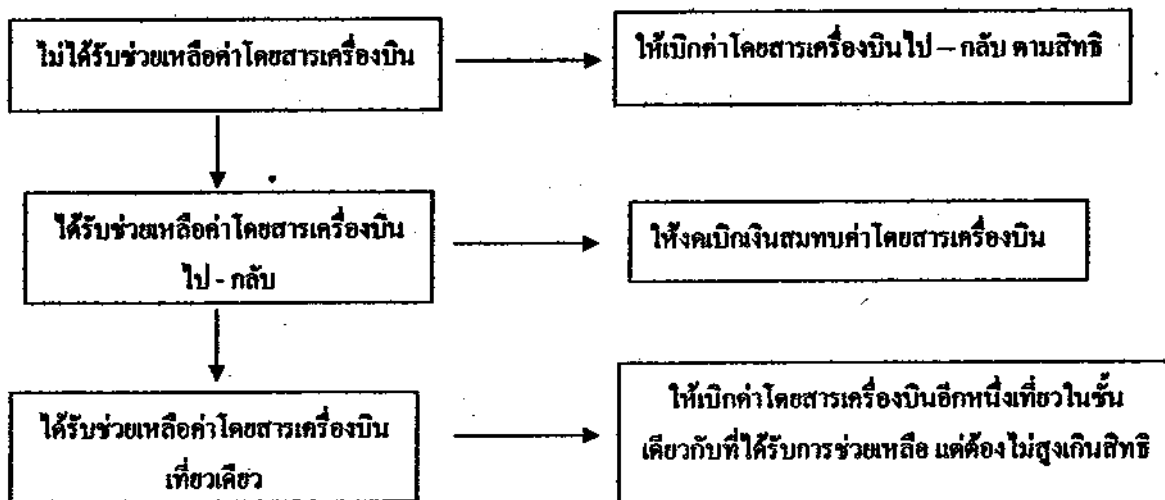 ไม่ได้รับช่วยเหลือค่าโดยสารเครื่องบิน
ให้เบิกค่าโดยสารเครื่องบินไป – กลับ ตามสิทธิ
ได้รับช่วยเหลือค่าโดยสารเครื่องบิน
ไป - กลับ
ให้งดเบิกเงินสมทบค่าโดยสารเครื่องบิน
ได้รับช่วยเหลือค่าโดยสารเครื่องบิน
เที่ยวเดียว
ให้เบิกค่าโดยสารเครื่องบินอีกหนึ่งเที่ยวในชั้น
เดียวกับที่ได้รับการช่วยเหลือ แต่ต้องไม่สูงเกินสิทธิ